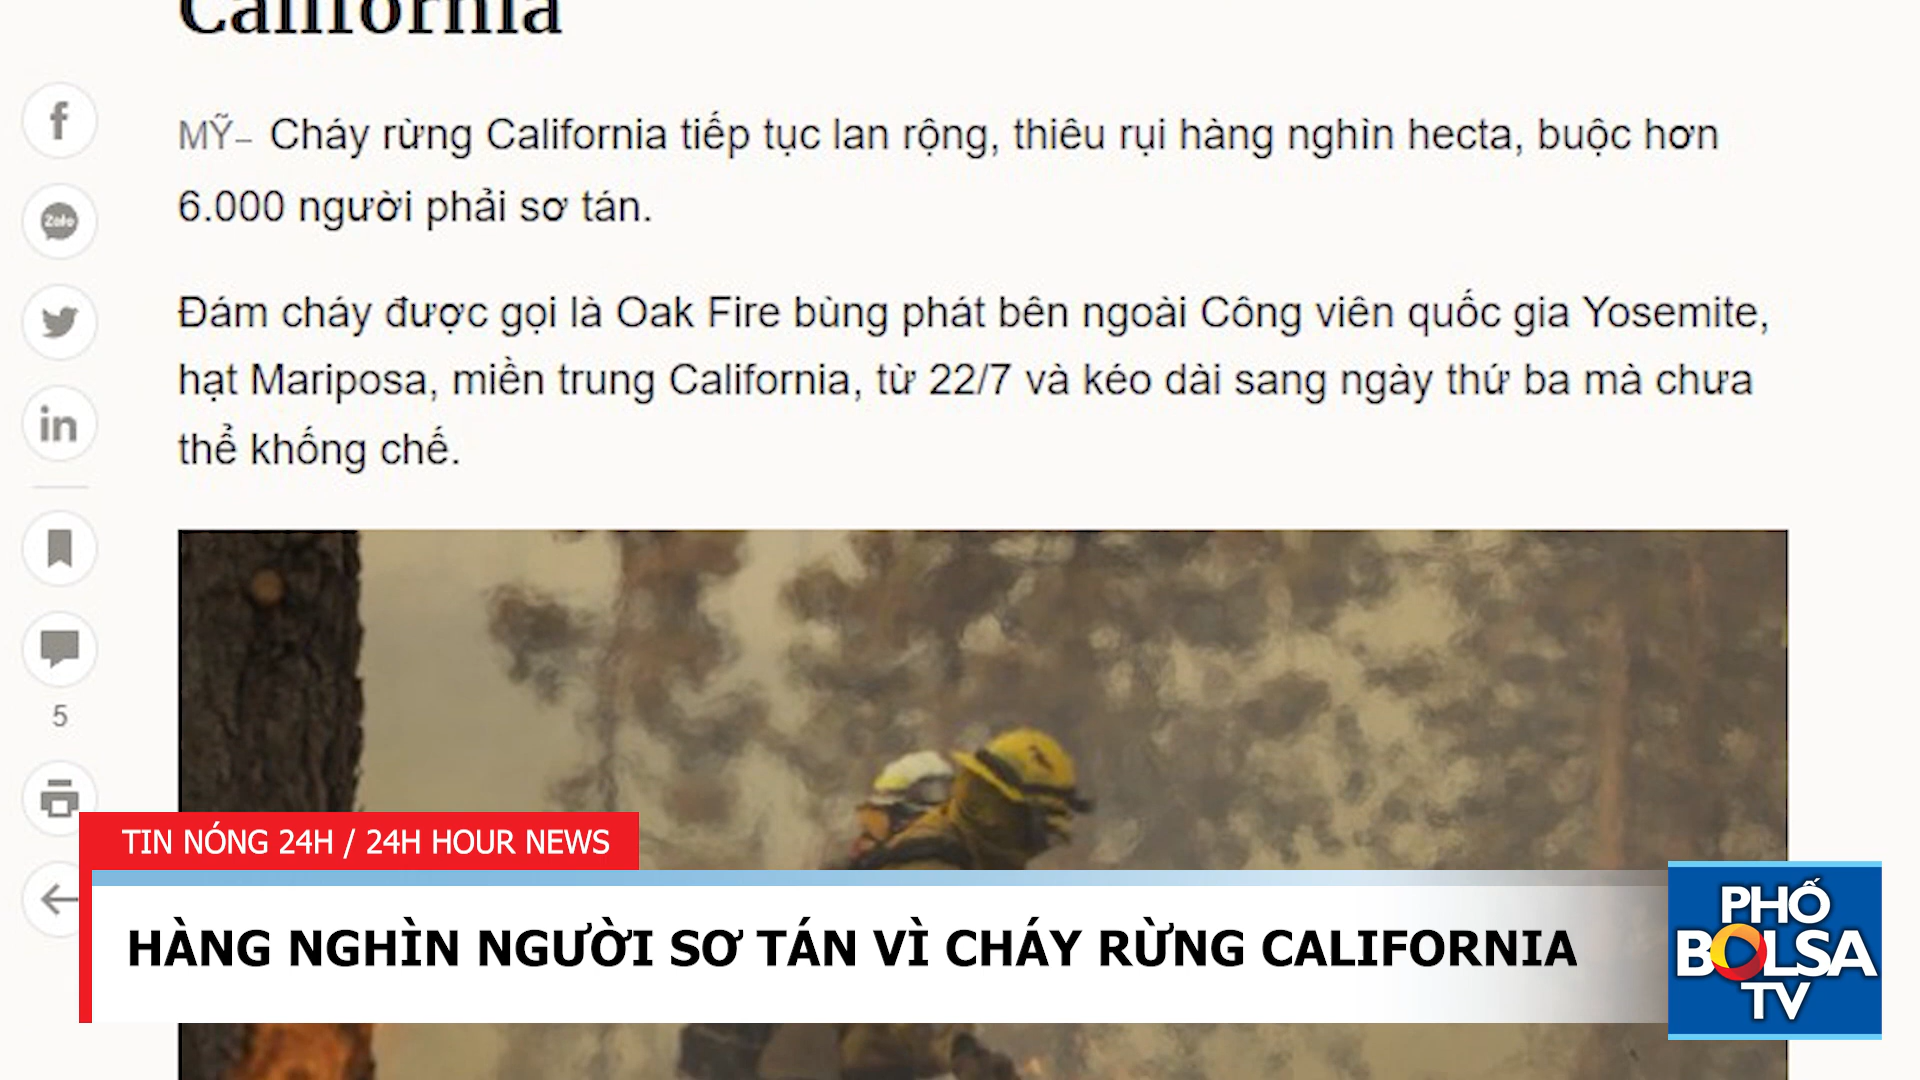 California
MỸ– Cháy rừng California tiếp tục lan rộng, thiêu rụi hàng nghìn hecta, buộc hơn
6.000 người phải sơ tán.
Đám cháy được gọi là Oak Fire bùng phát bên ngoài Công viên quốc gia Yosemite,
hạt Mariposa, miền trung California, từ 22/7 và kéo dài sang ngày thứ ba mà chưa
thể khống chế.
f
Zalo
in
5
TIN NÓNG 24H / 24H HOUR NEWS
HÀNG NGHÌN NGƯỜI SƠ TÁN VÌ CHÁY RỪNG CALIFORNIA
PHỐ
BOLSA
TV